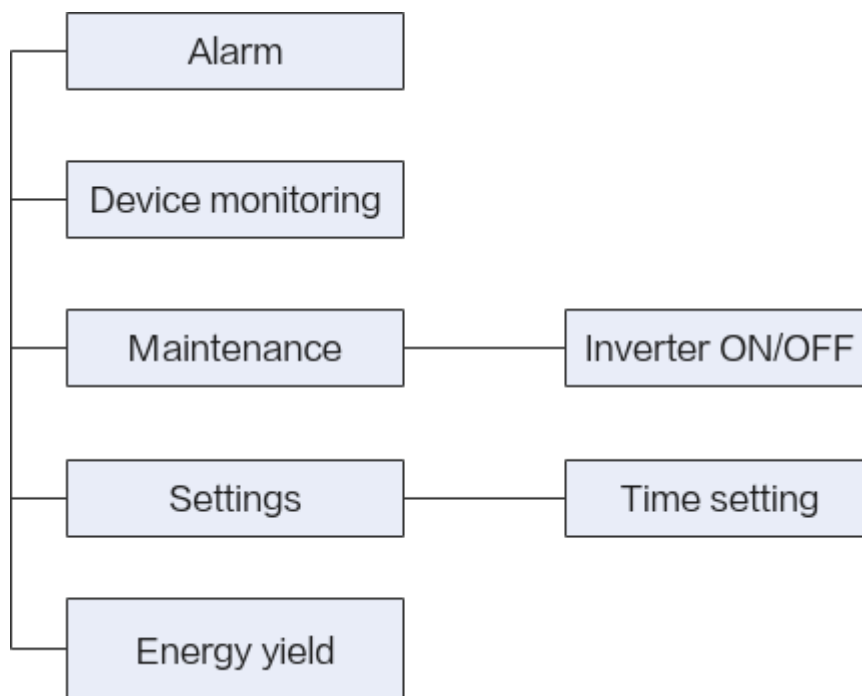 Alarm
Device monitoring
Maintenance
Inverter ON/OFF
Settings
Time setting
Energy yield